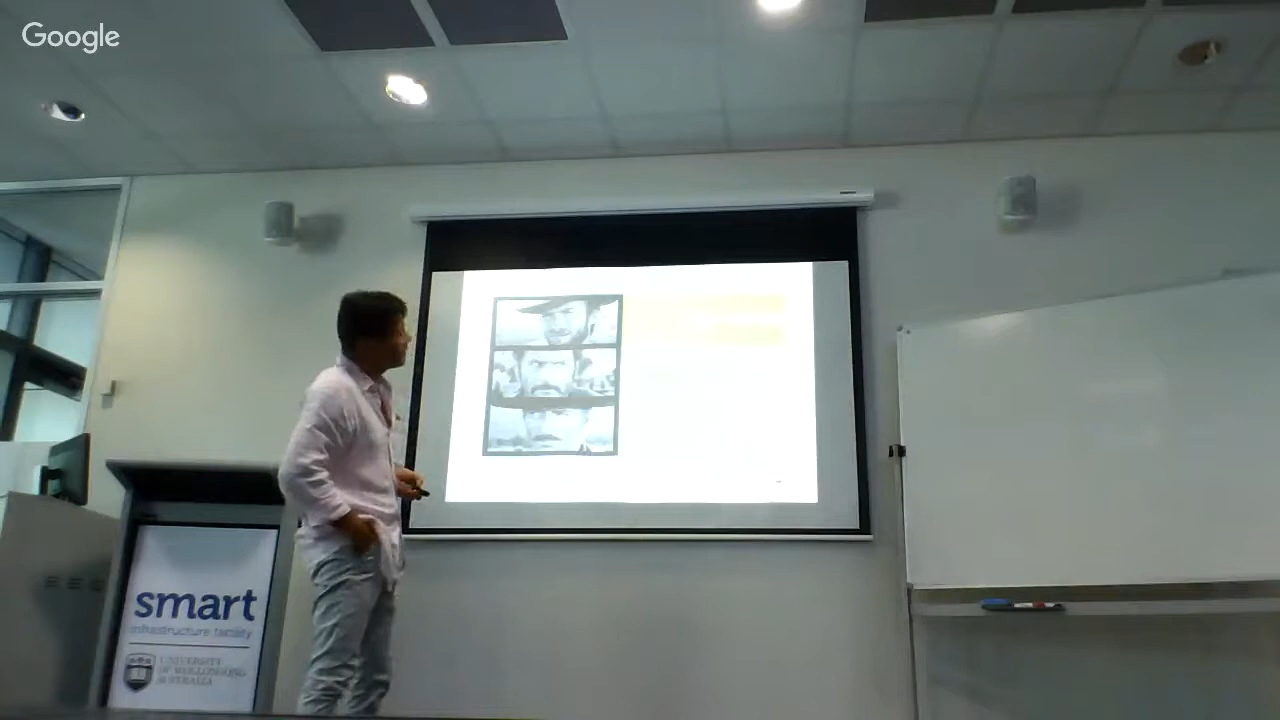 Google
smart
infrastructure facility
UNIVERSITY
OF WOLLONGONG
AUSTRALIA